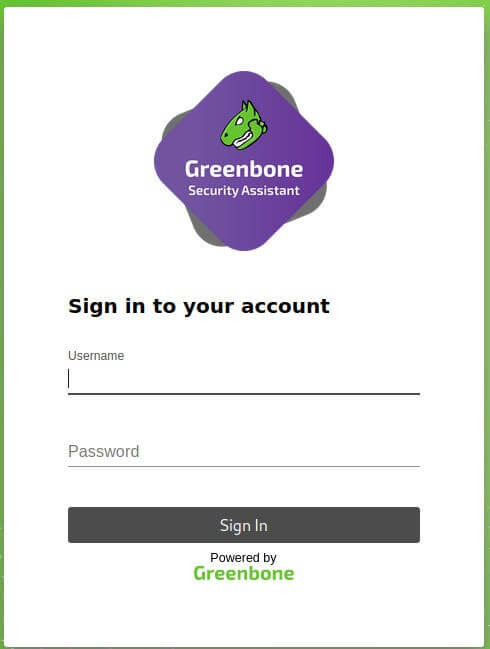 Greenbone
Security Assistant
Sign in to your account
Username
Password
Sign In
Powered by
Greenbone